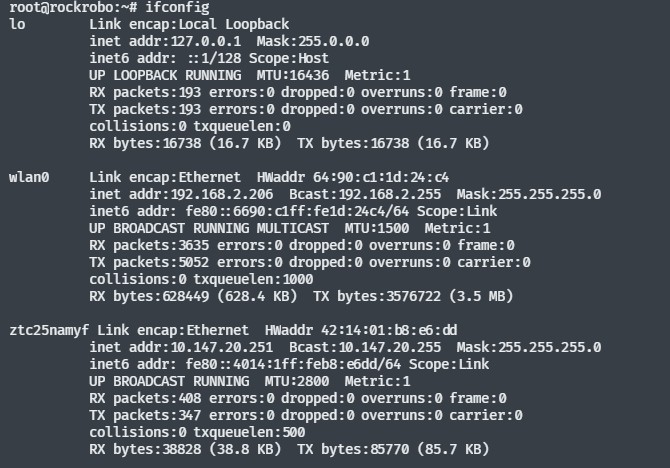 root@rockrobo:~# ifconfig
lo Link encap:Local Loopback
inet addr:127.0.0.1 Mask:255.0.0.0
inet6 addr: ::1/128 Scope:Host
UP LOOPBACK RUNNING MTU:16436 Metric:1
RX packets:193 errors:0 dropped:0 overruns:0 frame:0
TX packets:193 errors:0 dropped:0 overruns:0 carrier:0
collisions:0 txqueuelen:0
RX bytes:16738 (16.7 KB) TX bytes:16738 (16.7 KB)
wlan0 Link encap:Ethernet HWaddr 64:90:c1:1d:24:c4
inet addr:192.168.2.206 Bcast:192.168.2.255 Mask:255.255.255.0
inet6 addr: fe80::6690:c1ff:fe1d:24c4/64 Scope:Link
UP BROADCAST RUNNING MULTICAST MTU:1500 Metric:1
RX packets:3635 errors:0 dropped:0 overruns:0 frame:0
TX packets:5052 errors:0 dropped:0 overruns:0 carrier:0
collisions:0 txqueuelen:1000
RX bytes:628449 (628.4 KB) TX bytes:3576722 (3.5 MB)
ztc25namyf Link encap:Ethernet HWaddr 42:14:01:b8:e6:dd
inet addr:10.147.20.251 Bcast:10.147.20.255 Mask:255.255.255.0
inet6 addr: fe80::4014:1ff:feb8:e6dd/64 Scope:Link
UP BROADCAST RUNNING MTU:2800 Metric:1
RX packets:408 errors:0 dropped:0 overruns:0 frame:0
TX packets:347 errors:0 dropped:0 overruns:0 carrier:0
collisions:0 txqueuelen:500
RX bytes:38828 (38.8 KB) TX bytes:85770 (85.7 KB)